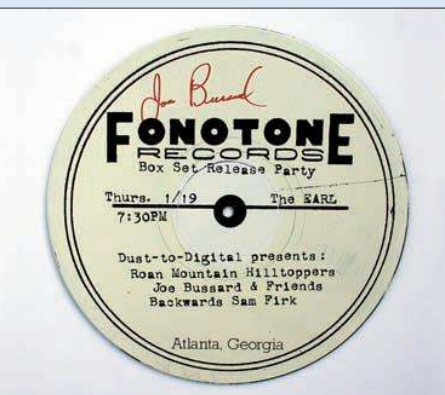 Joe Bussard
FONOTONE
RECORDS
Box Set Release Party
Thurs. 1/19 The EARL
7:30PM
Dust-to-Digital presents:
Roan Mountain Hilltoppers
Joe Bussard & Friends
Backwards Sam Firk
Atlanta, Georgia